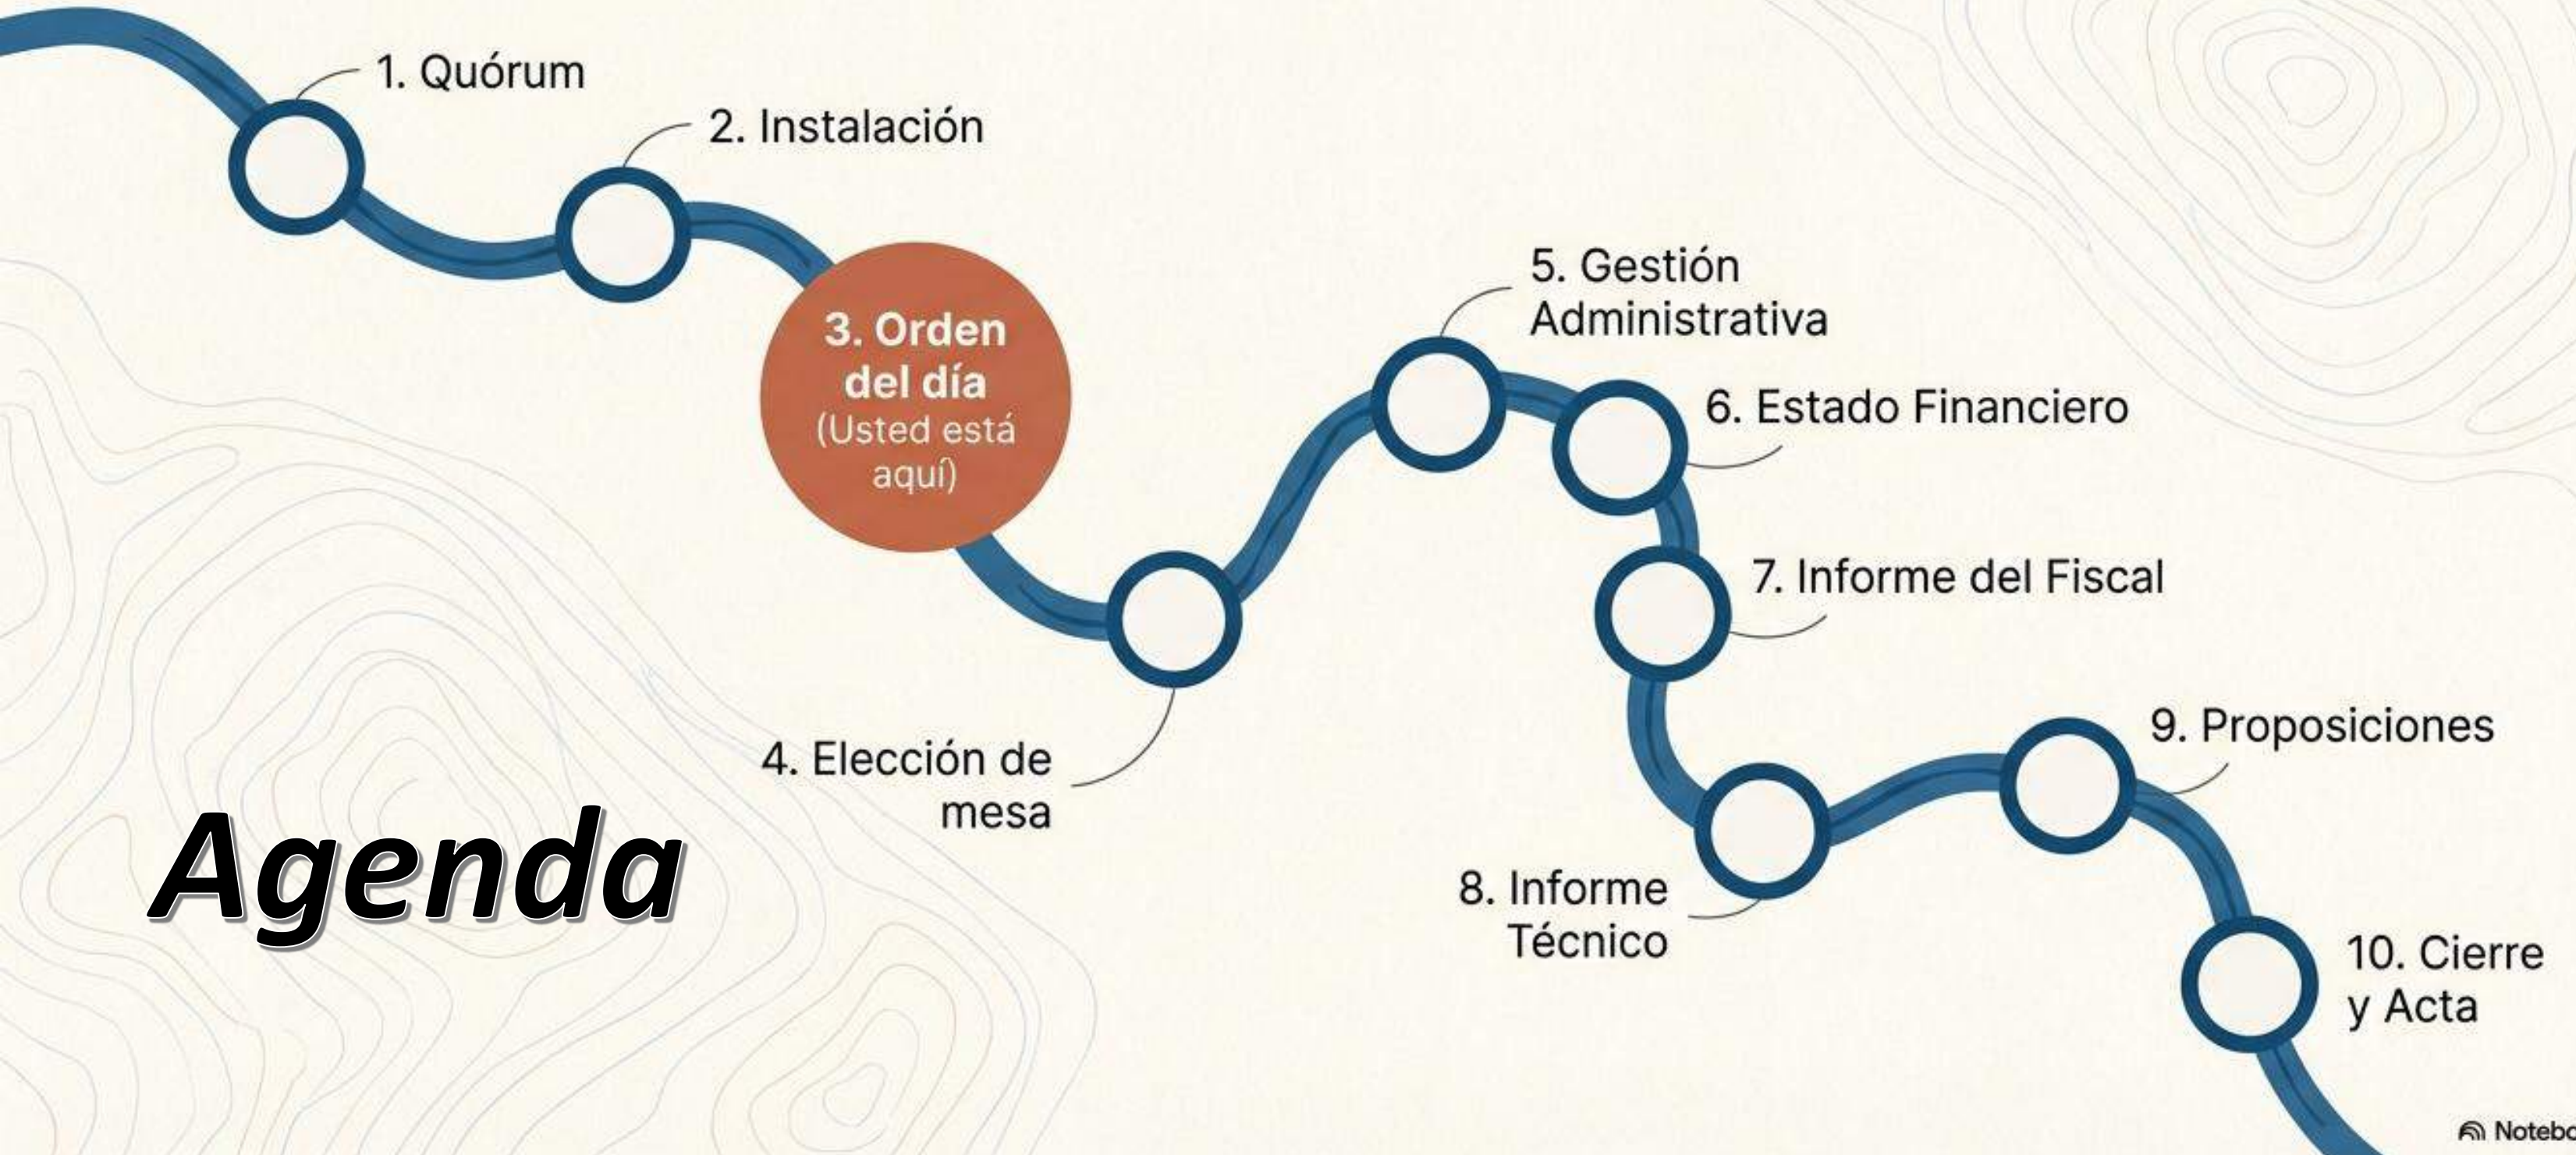 1. Quórum
2. Instalación
3. Orden
del día
(Usted está
aquí)
4. Elección de
mesa
5. Gestión
Administrativa
6. Estado Financiero
7. Informe del Fiscal
8. Informe
Técnico
9. Proposiciones
10. Cierre
y Acta
Agenda